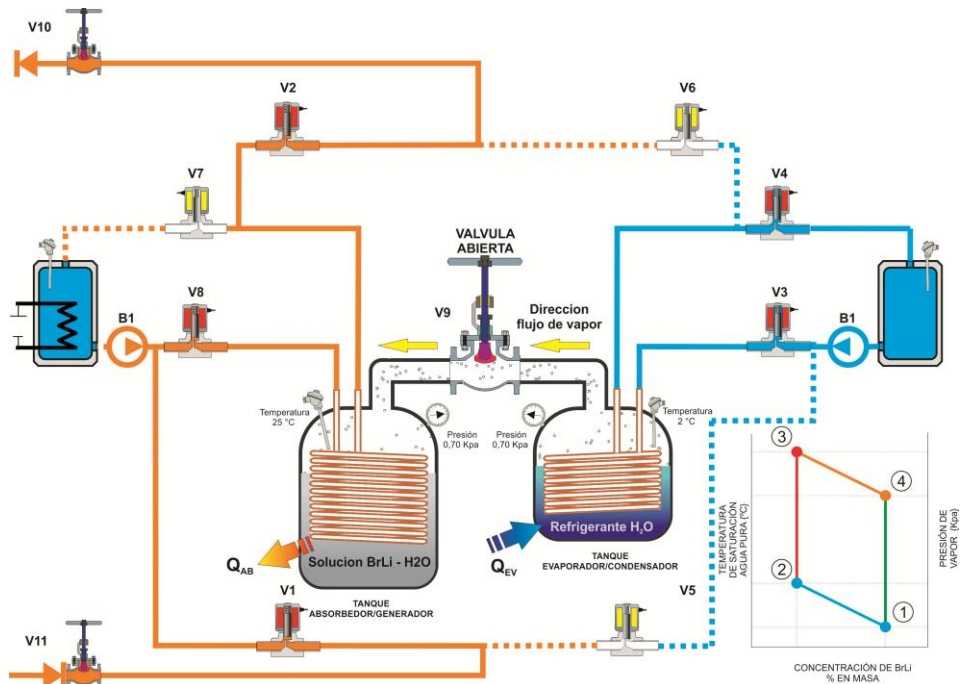 V10
V2
V6
V7
V4
VALVULA
ABIERTA
V8
B1
V9
Direccion
flujo de vapor
V3
B1
Temperatura
25 °C
Presión
0,70 Kpa
Presión
0,70 Kpa
Temperatura
2 °C
Refrigerante H₂O
Solucion BrLi - H2O
Q_AB
Q_EV
TANQUE
EVAPORADOR/CONDENSADOR
TANQUE
ABSORBEDOR/GENERADOR
V1
V5
V11
3
4
2
1
TEMPERATURA
DE SATURACIÓN
AGUA PURA (ºC)
PRESIÓN DE
VAPOR (Kpa)
CONCENTRACIÓN DE BrLi
% EN MASA